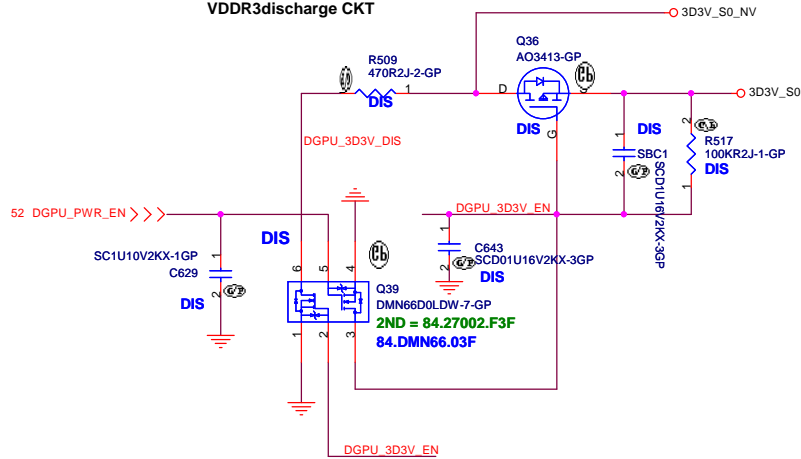 VDDR3discharge CKT
3D3V_S0_NV
Q36
AO3413-GP
R509
470R2J-2-GP
1
D
G
3D3V_S0
DIS
DIS
DIS
1
2
SBC1
SCD1U16V2KX-3GP
2
R517
100KR2J-1-GP
DIS
1
DGPU_3D3V_DIS
52 DGPU_PWR_EN
DGPU_3D3V_EN
DIS
SC1U10V2KX-1GP
C629
1
2
DIS
6
5
4
1
C643
SCD01U16V2KX-3GP
2
DIS
Q39
DMN66D0LDW-7-GP
2ND = 84.27002.F3F
84.DMN66.03F
1
2
3
DGPU_3D3V_EN